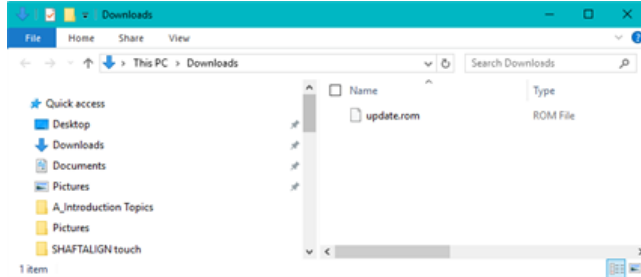 Downloads
File Home Share View
This PC > Downloads Search Downloads
Quick access
Desktop
Downloads
Documents
Pictures
A_Introduction Topics
Pictures
SHAFTALIGN touch
Name Type
update.rom ROM File
1 item